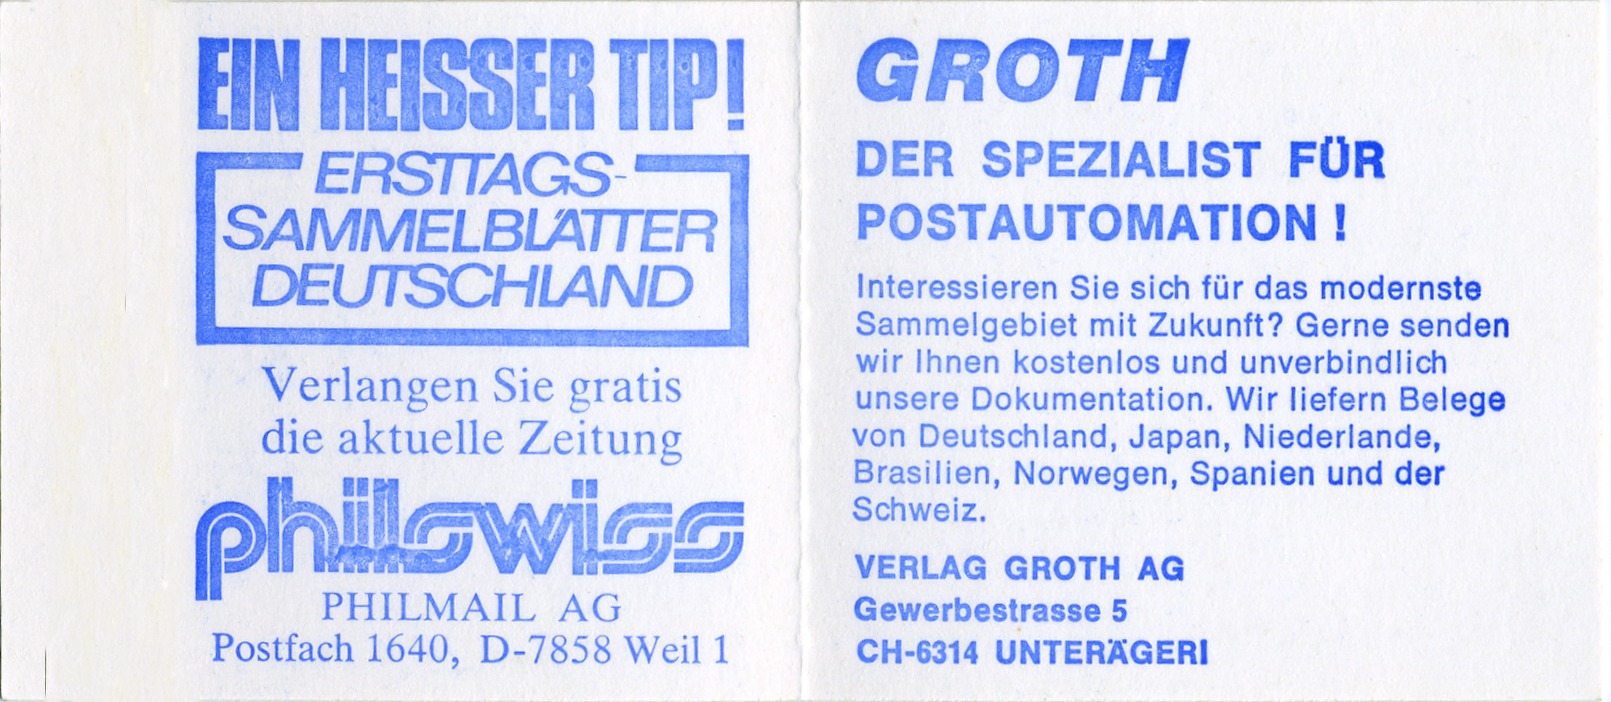 EIN HEISSER TIP!
ERSTTAGS-
SAMMELBLÄTTER
DEUTSCHLAND
Verlangen Sie gratis
die aktuelle Zeitung
philswiss
PHILMAIL AG
Postfach 1640, D-7858 Weil 1
GROTH
DER SPEZIALIST FÜR
POSTAUTOMATION !
Interessieren Sie sich für das modernste
Sammelgebiet mit Zukunft? Gerne senden
wir Ihnen kostenlos und unverbindlich
unsere Dokumentation. Wir liefern Belege
von Deutschland, Japan, Niederlande,
Brasilien, Norwegen, Spanien und der
Schweiz.
VERLAG GROTH AG
Gewerbestrasse 5
CH-6314 UNTERÄGERI